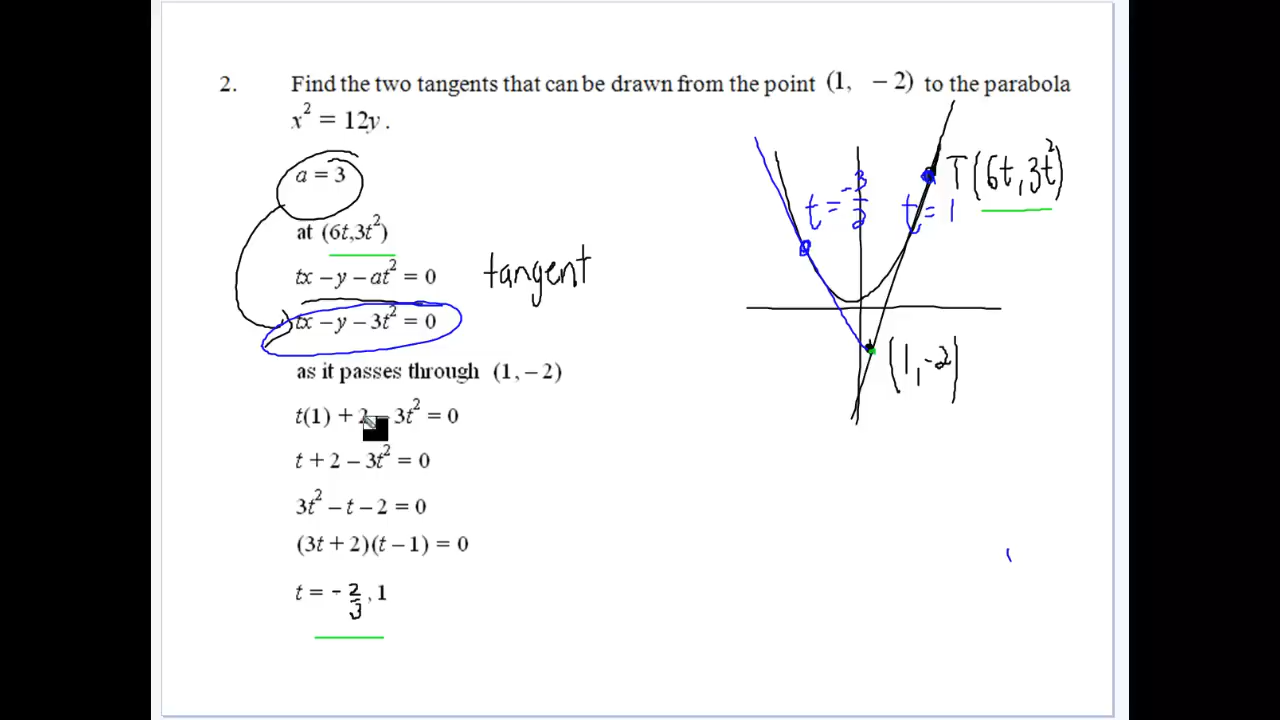 2. Find the two tangents that can be drawn from the point (1, − 2) to the parabola
x² = 12y.
a = 3
at (6t,3t²)
tx − y − at² = 0
tangent
tx − y − 3t² = 0
as it passes through (1, − 2)
t(1) + 2 − 3t² = 0
t + 2 − 3t² = 0
3t² − t − 2 = 0
(3t + 2)(t − 1) = 0
t = - 2/3 , 1
T(6t, 3t²)
t = -3/2
t = 1
(1, -2)